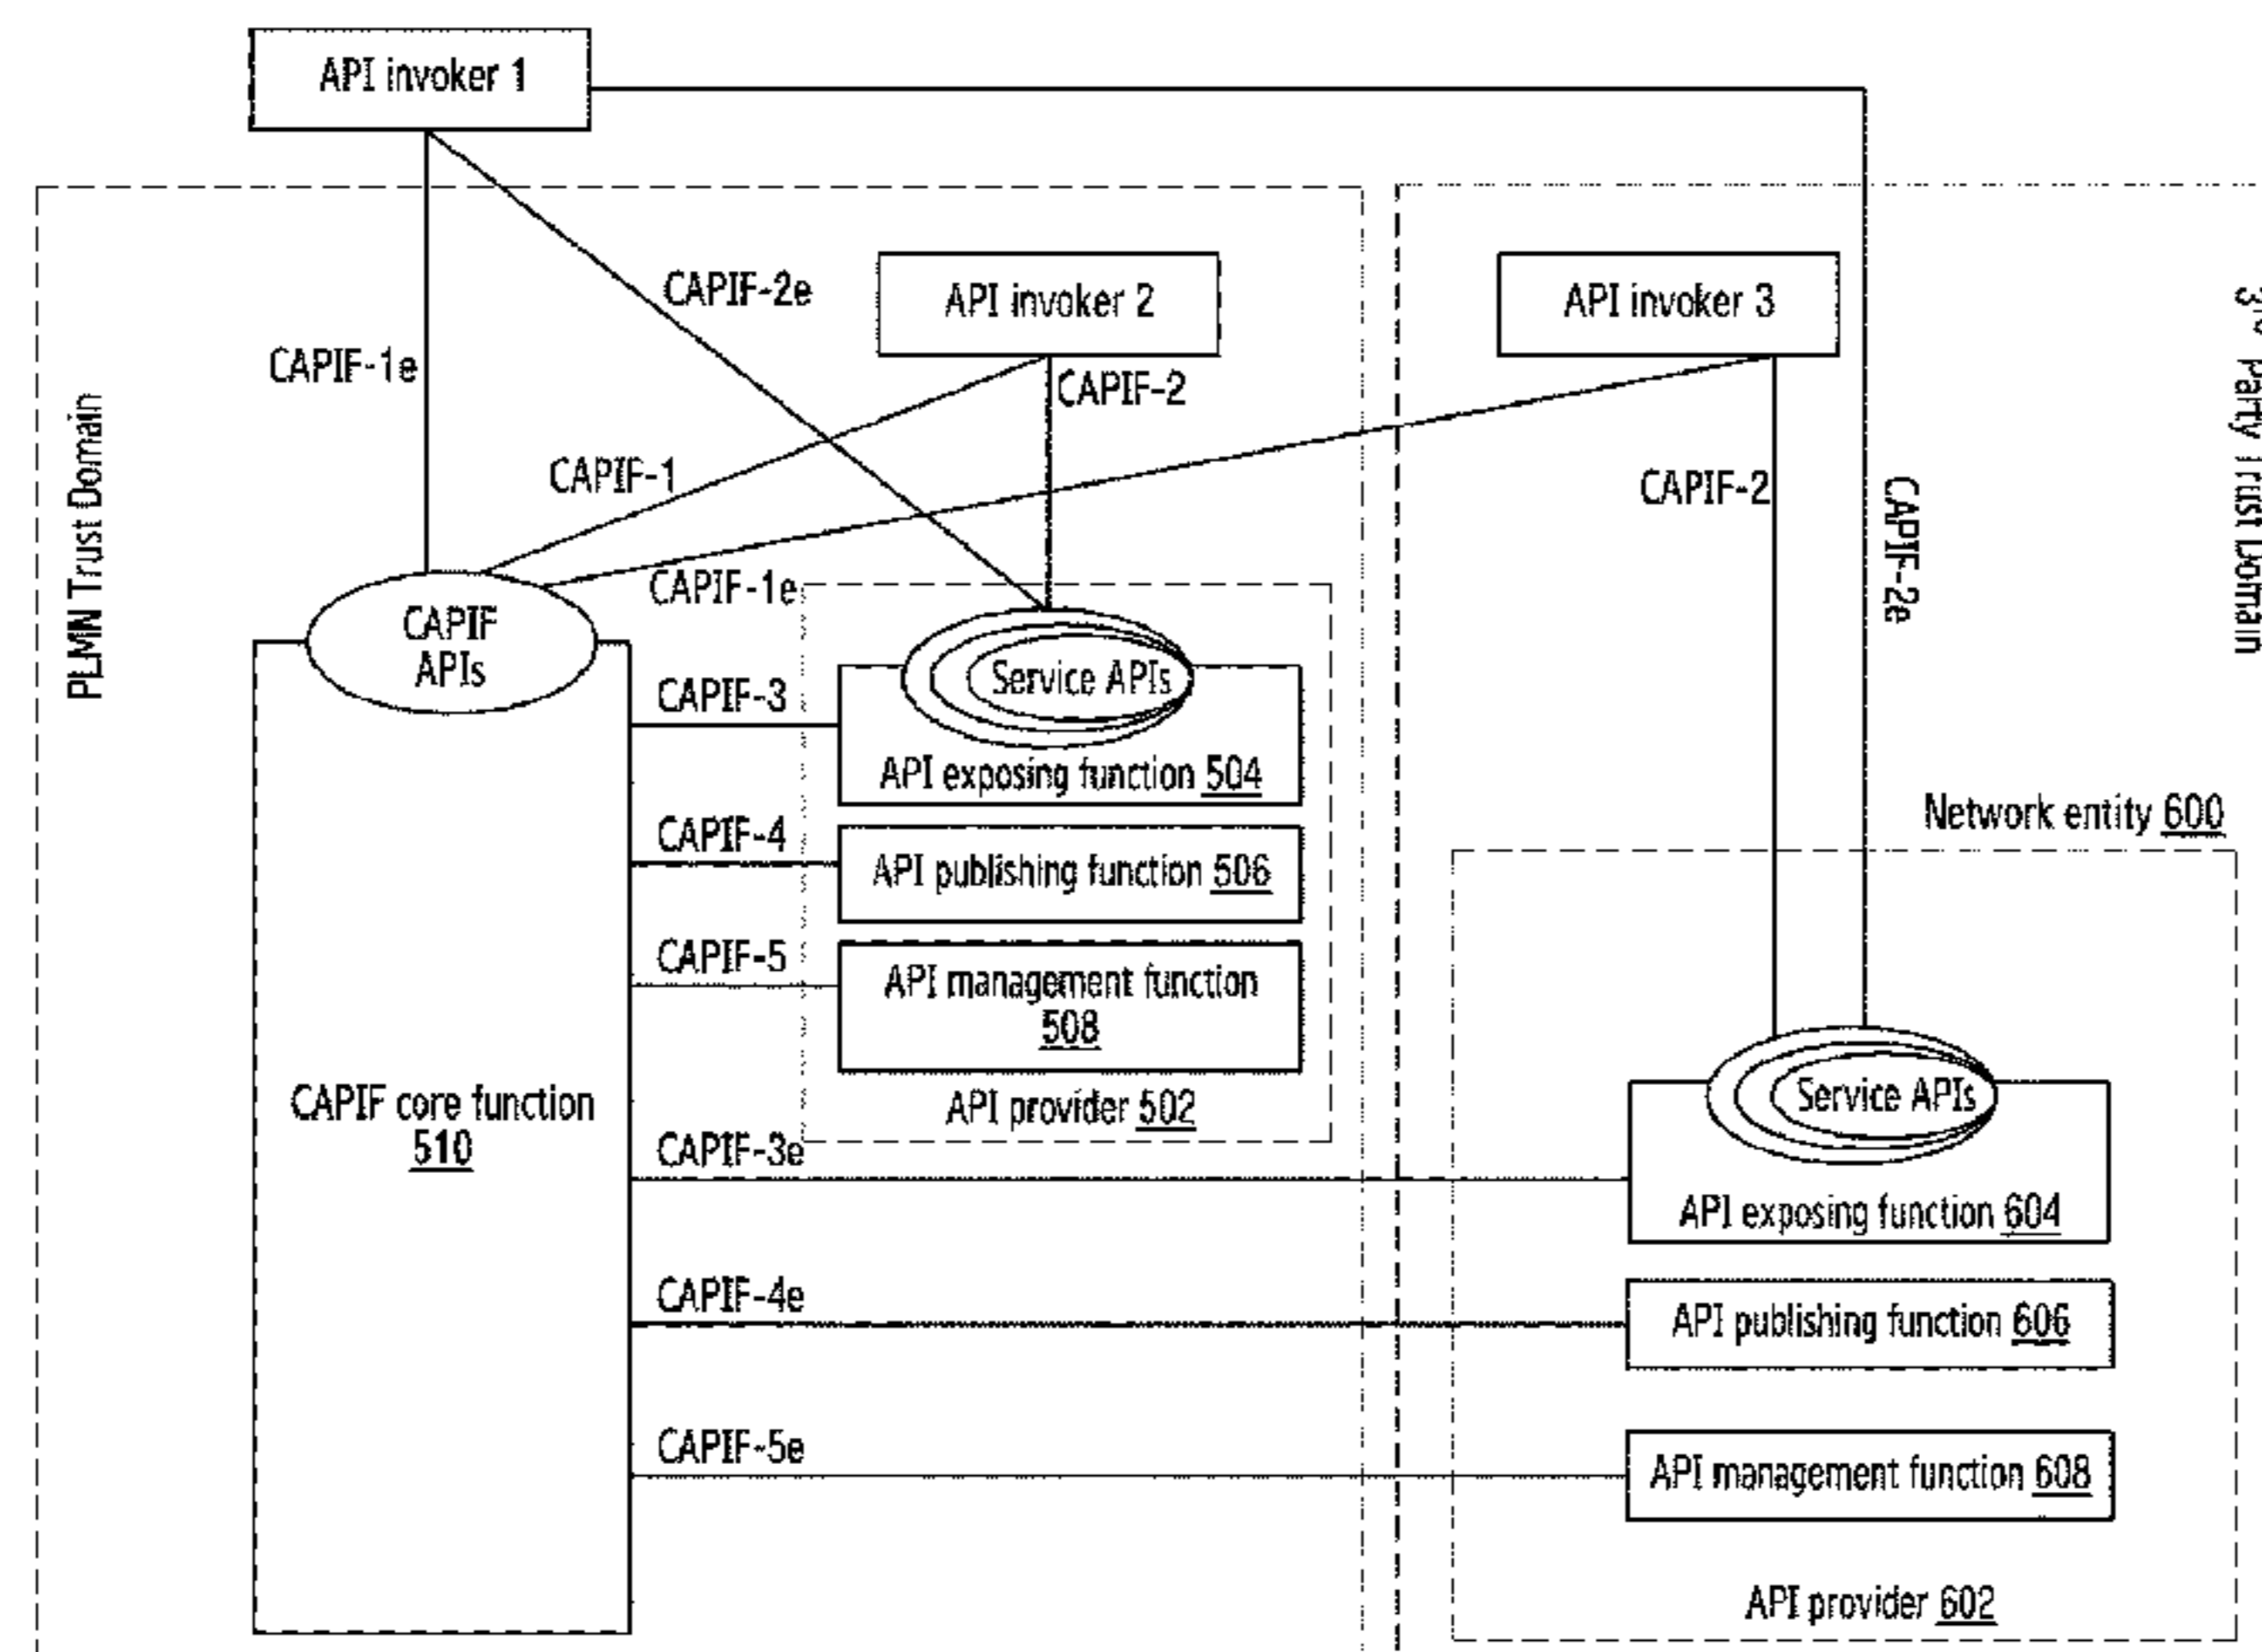 API invoker 1
CAPIF-2e
API invoker 2
API invoker 3
CAPIF-1e
CAPIF-2
CAPIF-1
CAPIF-2
CAPIF-2e
Party Trust Domain
PLMN Trust Domain
CAPIF-1e
CAPIF
APIs
Service APIs
CAPIF-3
API exposing function 504
CAPIF-4
API publishing function 506
CAPIF-5
API management function
508
API provider 502
CAPIF core function
510
Network entity 600
Service APIs
CAPIF-3e
API exposing function 604
CAPIF-4e
API publishing function 606
CAPIF-5e
API management function 608
API provider 602